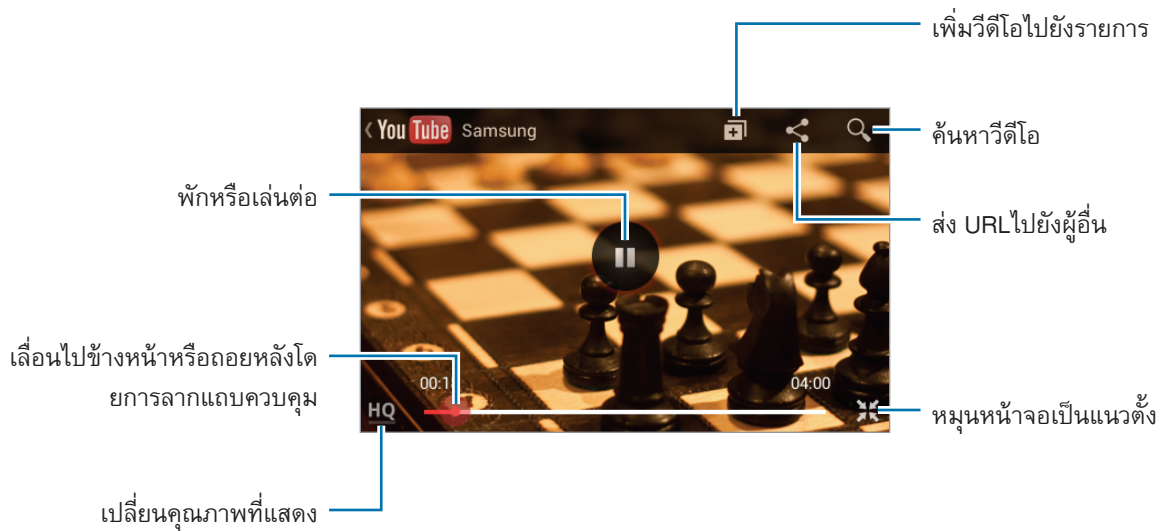 เพิ่มวีดีโอไปยังรายการ
You Tube Samsung
ค้นหาวีดีโอ
พักหรือเล่นต่อ
ส่ง URLไปยังผู้อื่น
เลื่อนไปข้างหน้าหรือถอยหลังโด
ยการลากแถบควบคุม
00:1
04:00
HQ
หมุนหน้าจอเป็นแนวตั้ง
เปลี่ยนคุณภาพที่แสดง